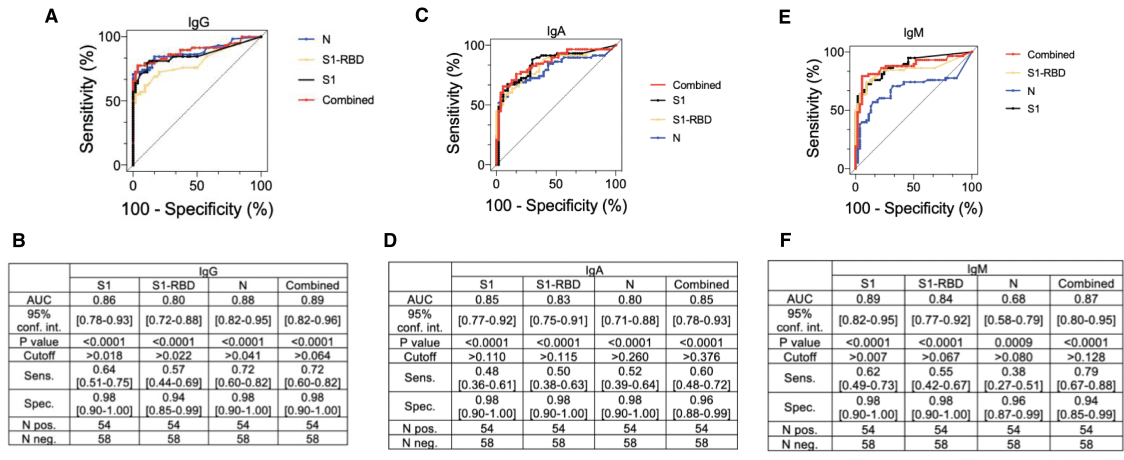 A
IgG
Sensitivity (%)
100
50
0
0 50 100
100 - Specificity (%)
N
S1-RBD
S1
Combined
C
IgA
Sensitivity (%)
100
50
0
0 50 100
100 - Specificity (%)
Combined
S1
S1-RBD
N
E
IgM
Sensitivity (%)
100
50
0
0 50 100
100 - Specificity (%)
Combined
S1-RBD
N
S1
B
IgG
S1 S1-RBD N Combined
AUC 0.86 0.80 0.88 0.89
95% conf. int. [0.78-0.93] [0.72-0.88] [0.82-0.95] [0.82-0.96]
P value <0.0001 <0.0001 <0.0001 <0.0001
Cutoff >0.018 >0.022 >0.041 >0.064
Sens. 0.64 0.57 0.72 0.72
[0.51-0.75] [0.44-0.69] [0.60-0.82] [0.60-0.82]
Spec. 0.98 0.94 0.98 0.98
[0.90-1.00] [0.85-0.99] [0.90-1.00] [0.90-1.00]
N pos. 54 54 54 54
N neg. 58 58 58 58
D
IgA
S1 S1-RBD N Combined
AUC 0.85 0.83 0.80 0.85
95% conf. int. [0.77-0.92] [0.75-0.91] [0.71-0.88] [0.78-0.93]
P value <0.0001 <0.0001 <0.0001 <0.0001
Cutoff >0.110 >0.115 >0.260 >0.376
Sens. 0.48 0.50 0.52 0.60
[0.36-0.61] [0.38-0.63] [0.39-0.64] [0.48-0.72]
Spec. 0.98 0.98 0.98 0.96
[0.90-1.00] [0.90-1.00] [0.90-1.00] [0.88-0.99]
N pos. 54 54 54 54
N neg. 58 58 58 58
F
IgM
S1 S1-RBD N Combined
AUC 0.89 0.84 0.68 0.87
95% conf. int. [0.82-0.95] [0.77-0.92] [0.58-0.79] [0.80-0.95]
P value <0.0001 <0.0001 0.0009 <0.0001
Cutoff >0.007 >0.067 >0.080 >0.128
Sens. 0.62 0.55 0.38 0.79
[0.49-0.73] [0.42-0.67] [0.27-0.51] [0.67-0.88]
Spec. 0.98 0.98 0.96 0.94
[0.90-1.00] [0.90-1.00] [0.87-0.99] [0.85-0.99]
N pos. 54 54 54 54
N neg. 58 58 58 58